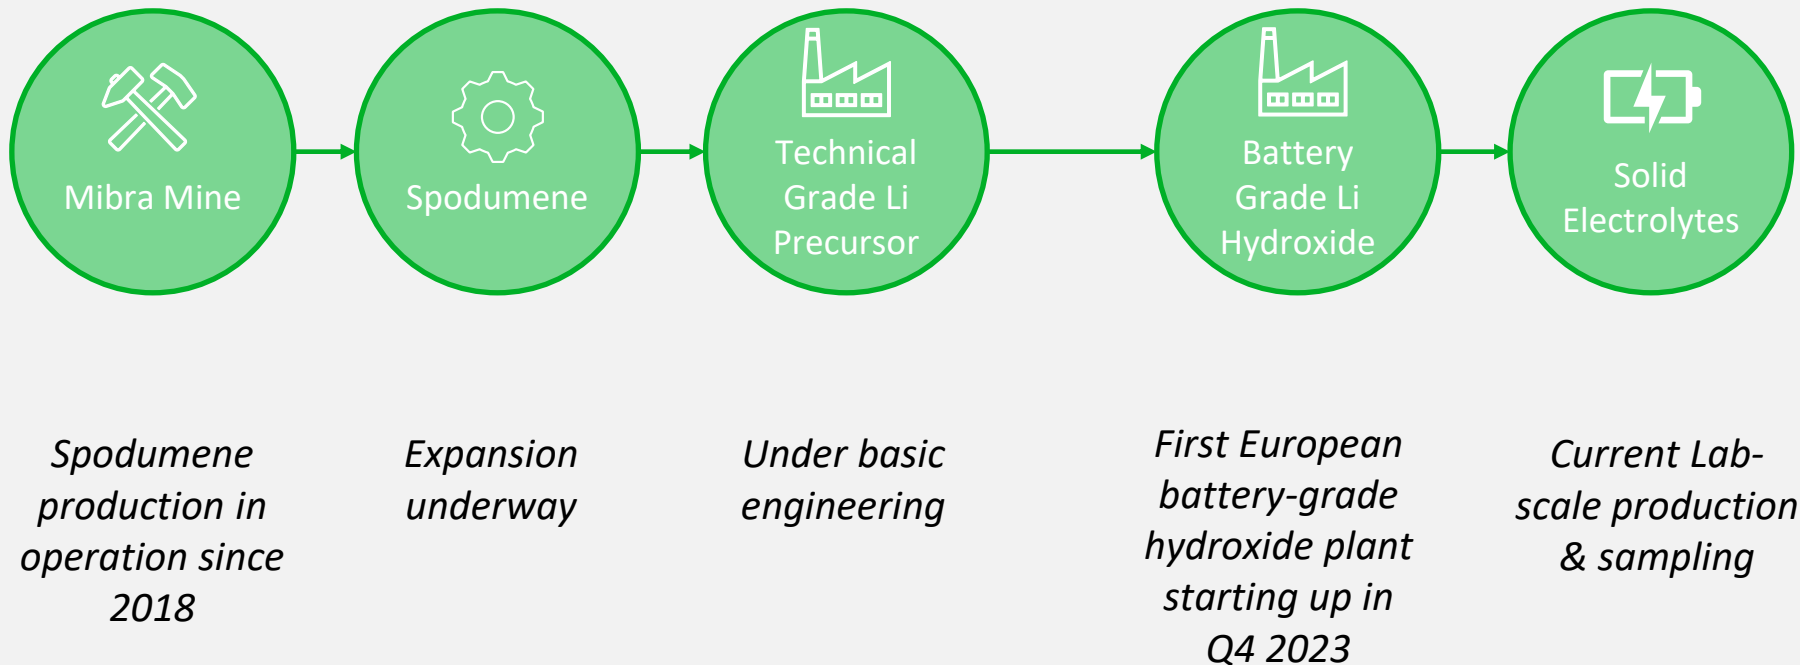 Mibra Mine
Spodumene
Technical
Grade Li
Precursor
Battery
Grade Li
Hydroxide
Solid
Electrolytes
Spodumene
production in
operation since
2018
Expansion
underway
Under basic
engineering
First European
battery-grade
hydroxide plant
starting up in
Q4 2023
Current Lab-
scale production
& sampling